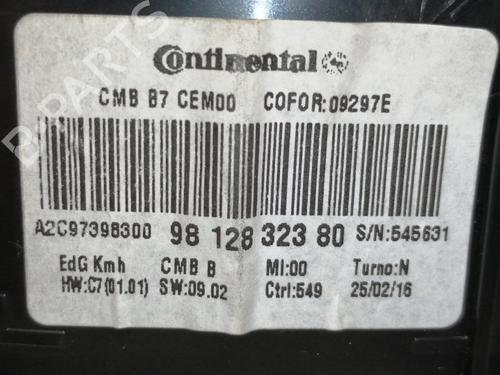 Continental
CMB B7 CEM00 COFOR:09297E
A2C97398300 98 128 323 80 S/N:545631
EdG Kmh CMB B MI:00 Turno:N
HW:C7(01.01) SW:09.02 Ctrl:549 25/02/16
B-PARTS